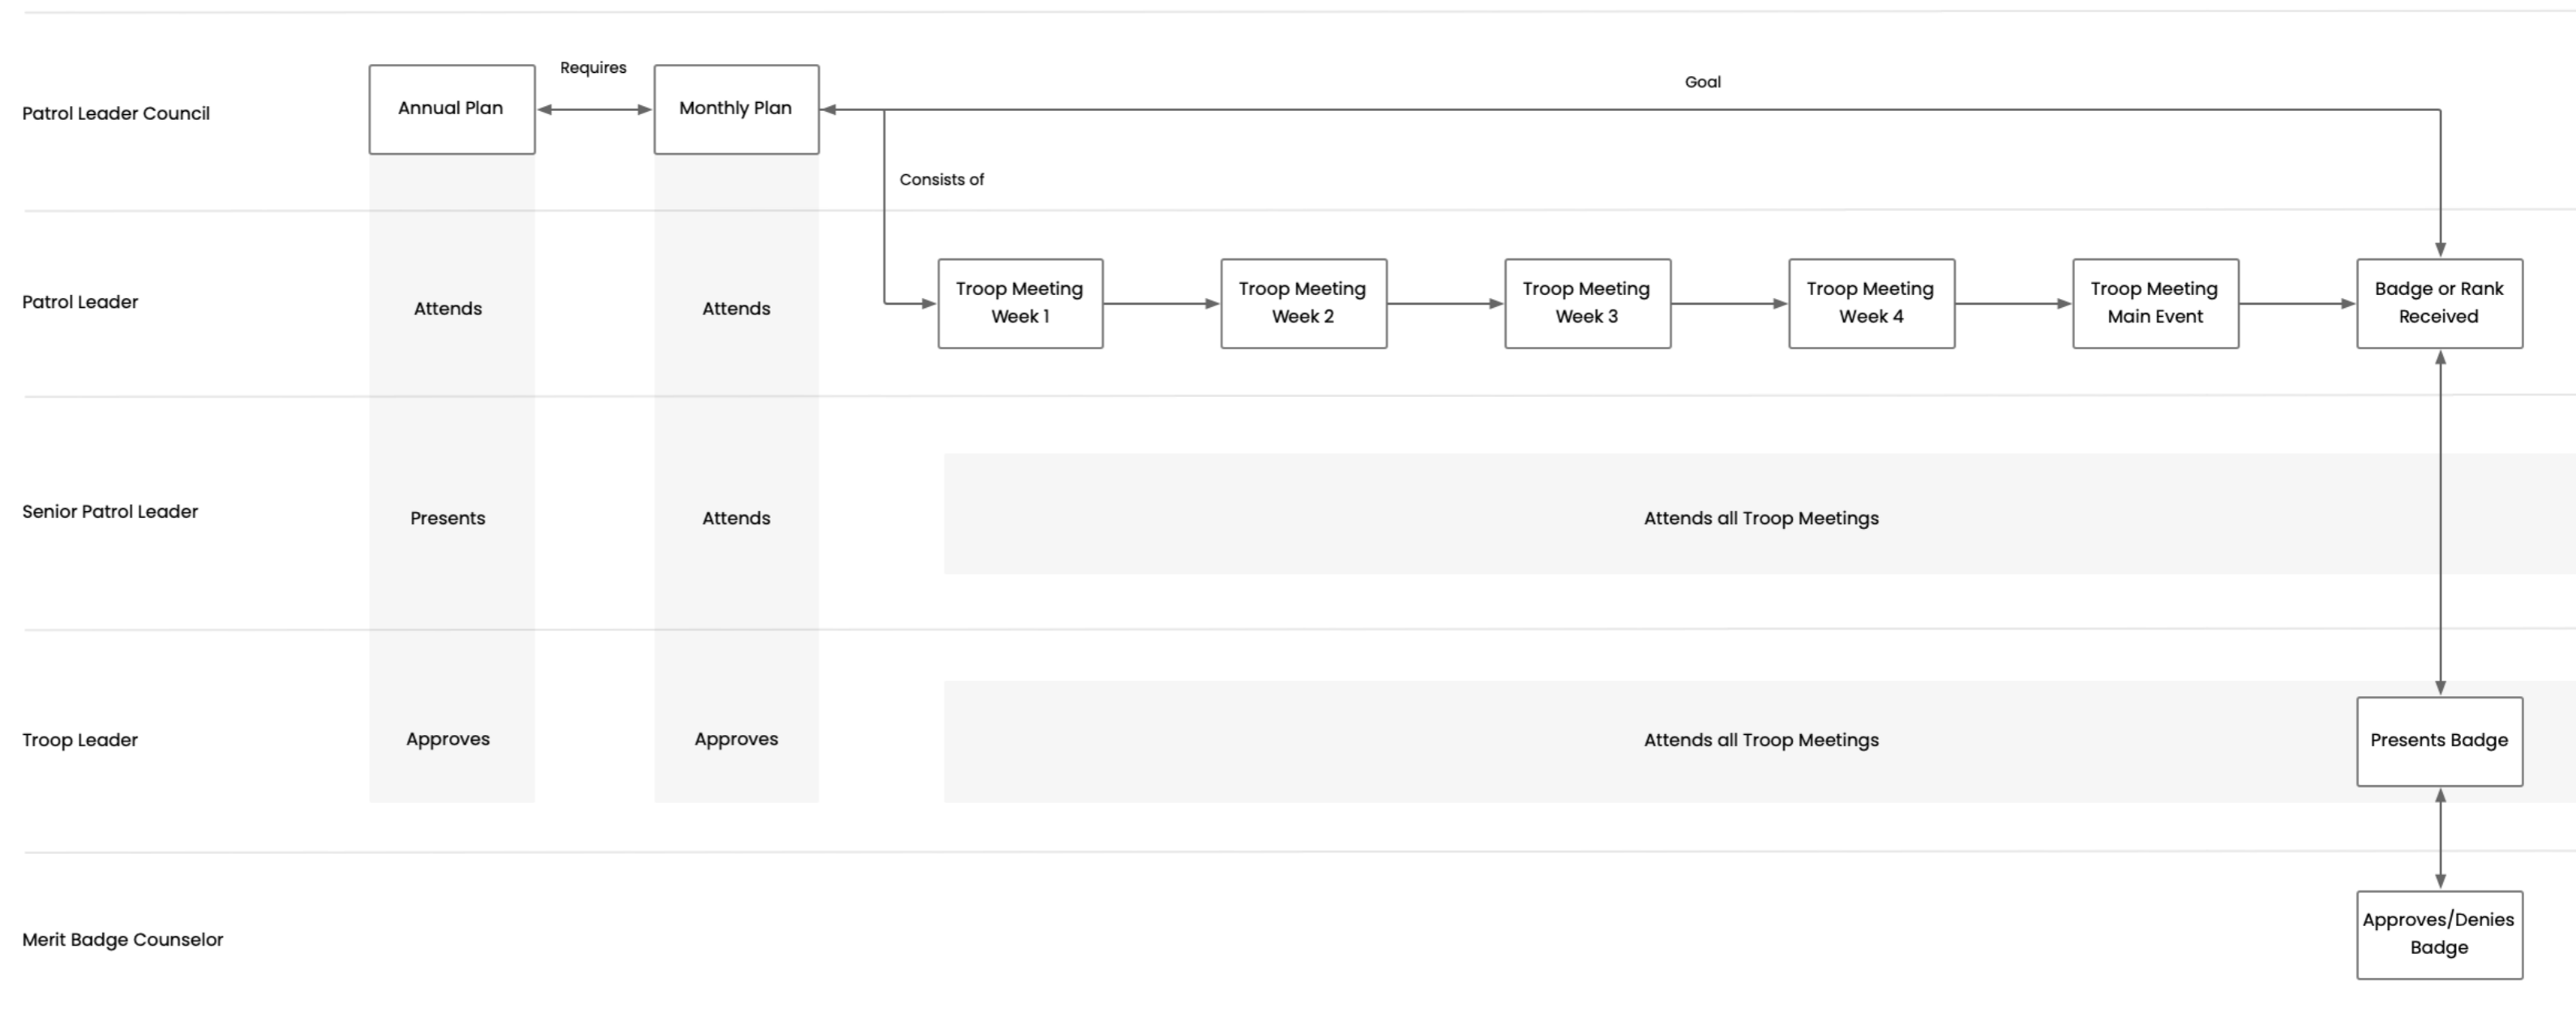 Requires
Goal
Patrol Leader Council
Annual Plan
Monthly Plan
Consists of
Patrol Leader
Attends
Attends
Troop Meeting
Week 1
Troop Meeting
Week 2
Troop Meeting
Week 3
Troop Meeting
Week 4
Troop Meeting
Main Event
Badge or Rank
Received
Senior Patrol Leader
Presents
Attends
Attends all Troop Meetings
Troop Leader
Approves
Approves
Attends all Troop Meetings
Presents Badge
Merit Badge Counselor
Approves/Denies
Badge